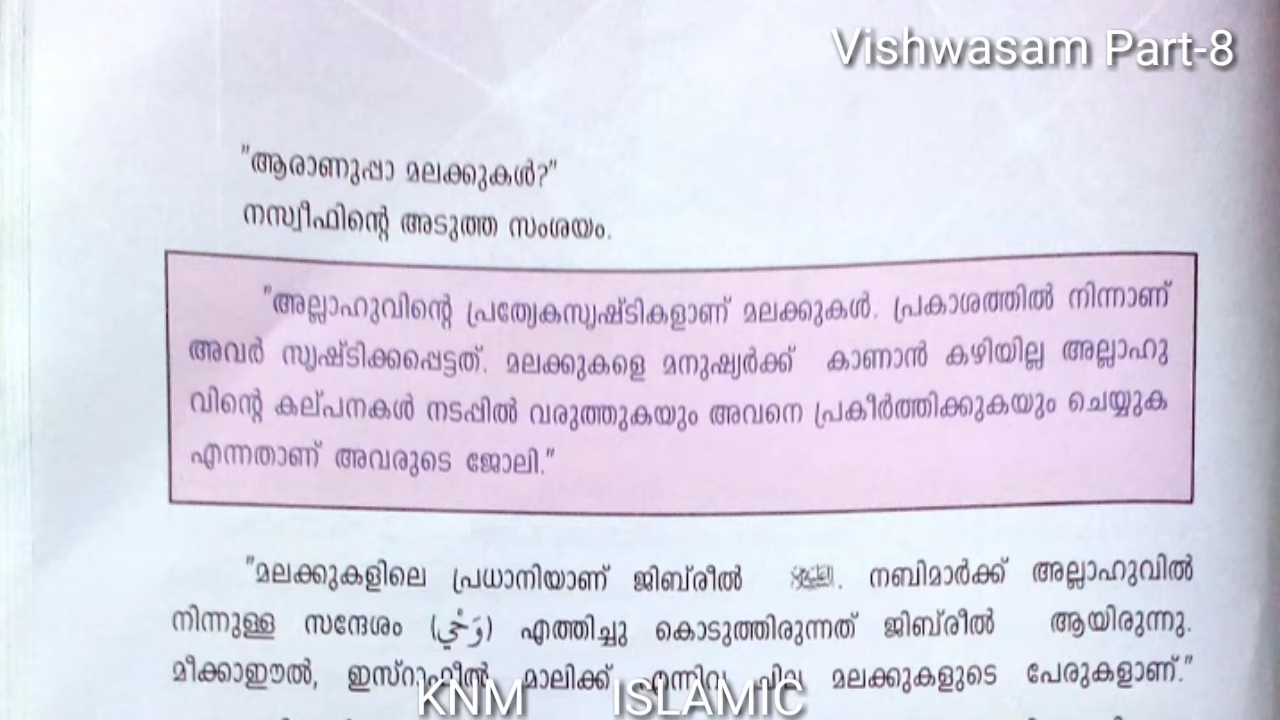 Vishwasam Part-8
"ആരാണുപ്പാ മലക്കുകൾ?"
നസ്വീഫിന്റെ അടുത്ത സംശയം.
"അല്ലാഹുവിന്റെ പ്രത്യേകസൃഷ്ടികളാണ് മലക്കുകൾ. പ്രകാശത്തിൽ നിന്നാണ്
അവർ സൃഷ്ടിക്കപ്പെട്ടത്. മലക്കുകളെ മനുഷ്യർക്ക് കാണാൻ കഴിയില്ല അല്ലാഹു
വിന്റെ കല്പനകൾ നടപ്പിൽ വരുത്തുകയും അവനെ പ്രകീർത്തിക്കുകയും ചെയ്യുക
എന്നതാണ് അവരുടെ ജോലി."
"മലക്കുകളിലെ പ്രധാനിയാണ് ജിബ്‌രീൽ . നബിമാർക്ക് അല്ലാഹുവിൽ
നിന്നുള്ള സന്ദേശം (وَحْي) എത്തിച്ചു കൊടുത്തിരുന്നത് ജിബ്‌രീൽ ആയിരുന്നു.
മീക്കാഈൽ, ഇസ്റാഫീൽ മാലിക്ക് എന്നിവ ചില മലക്കുകളുടെ പേരുകളാണ്."
KNM ISLAMIC